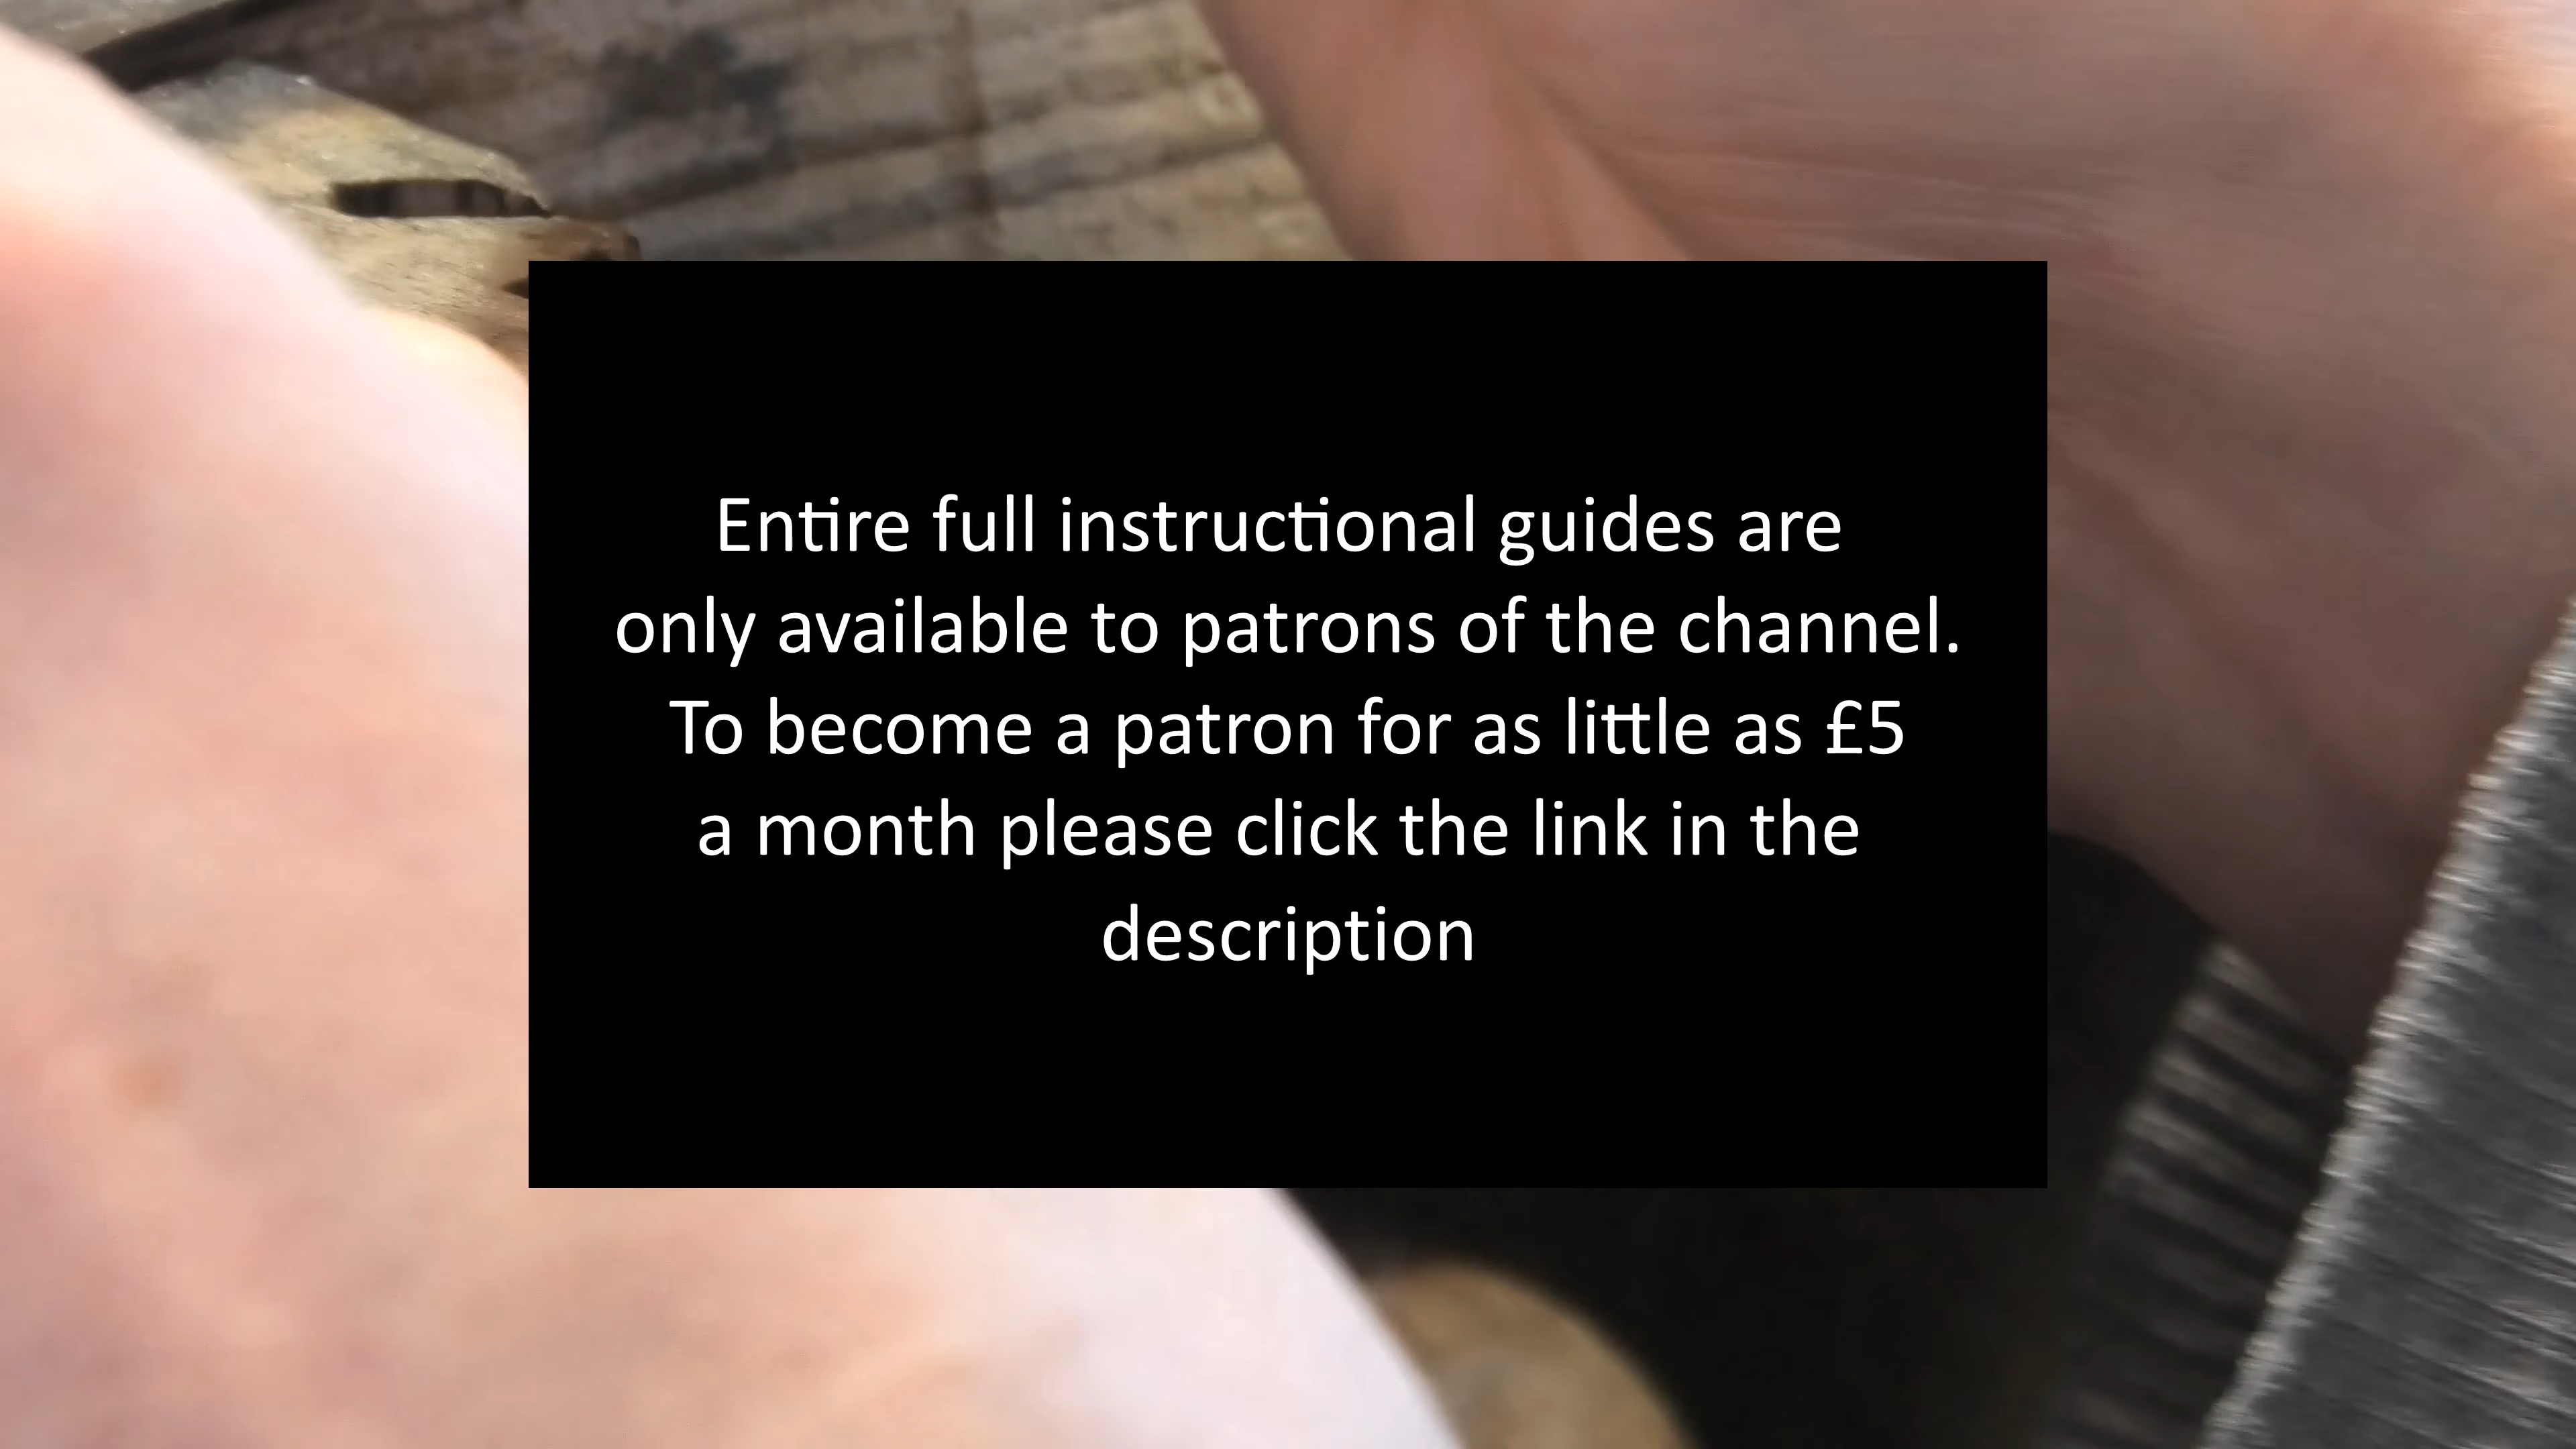 Entire full instructional guides are
only available to patrons of the channel.
To become a patron for as little as £5
a month please click the link in the
description